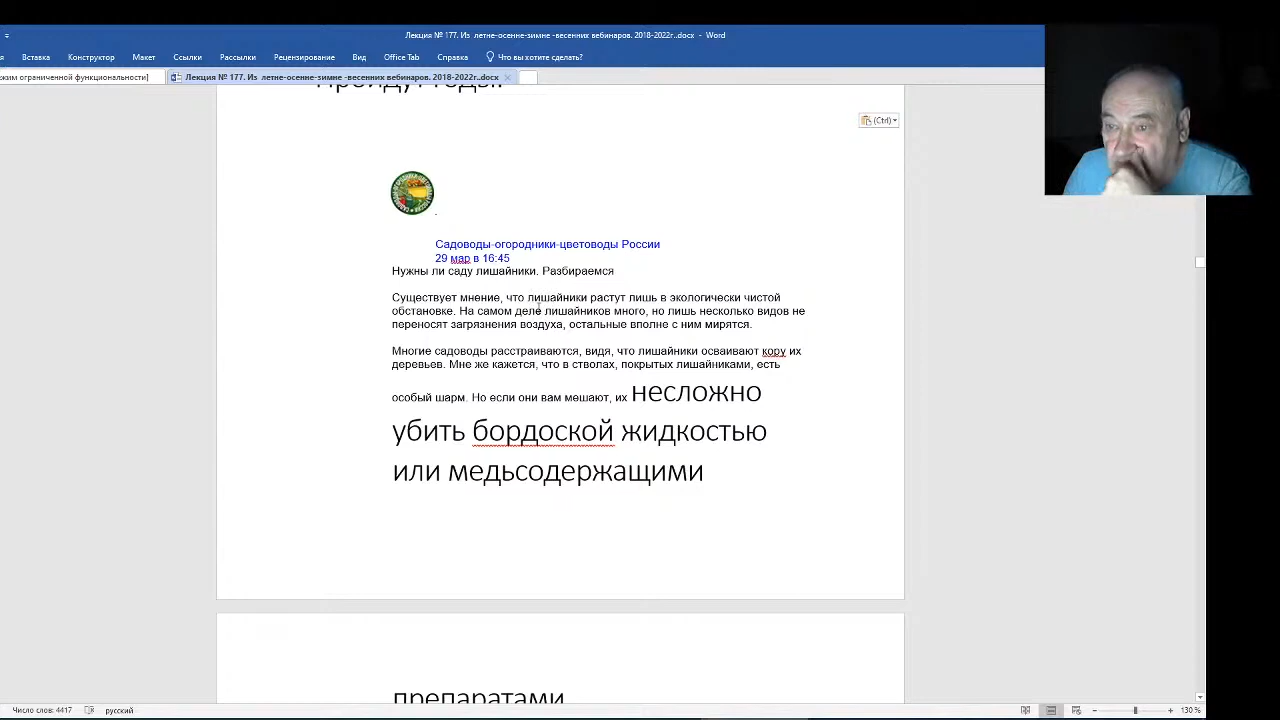 Лекция № 177. Из летне-осенне-зимне -весенних вебинаров. 2018-2022г..docx - Word
Вставка Конструктор Макет Ссылки Рассылки Рецензирование Вид Office Tab Справка Что вы хотите сделать?
жим ограниченной функциональности] Лекция № 177. Из летне-осенне-зимне -весенних вебинаров. 2018-2022г..docx
(Ctrl)
Садоводы-огородники-цветоводы России
29 мар в 16:45
Нужны ли саду лишайники. Разбираемся
Существует мнение, что лишайники растут лишь в экологически чистой
обстановке. На самом деле лишайников много, но лишь несколько видов не
переносят загрязнения воздуха, остальные вполне с ним мирятся.
Многие садоводы расстраиваются, видя, что лишайники осваивают кору их
деревьев. Мне же кажется, что в стволах, покрытых лишайниками, есть
особый шарм. Но если они вам мешают, их несложно
убить бордоской жидкостью
или медьсодержащими
препаратами
Число слов: 4417 русский 130 %